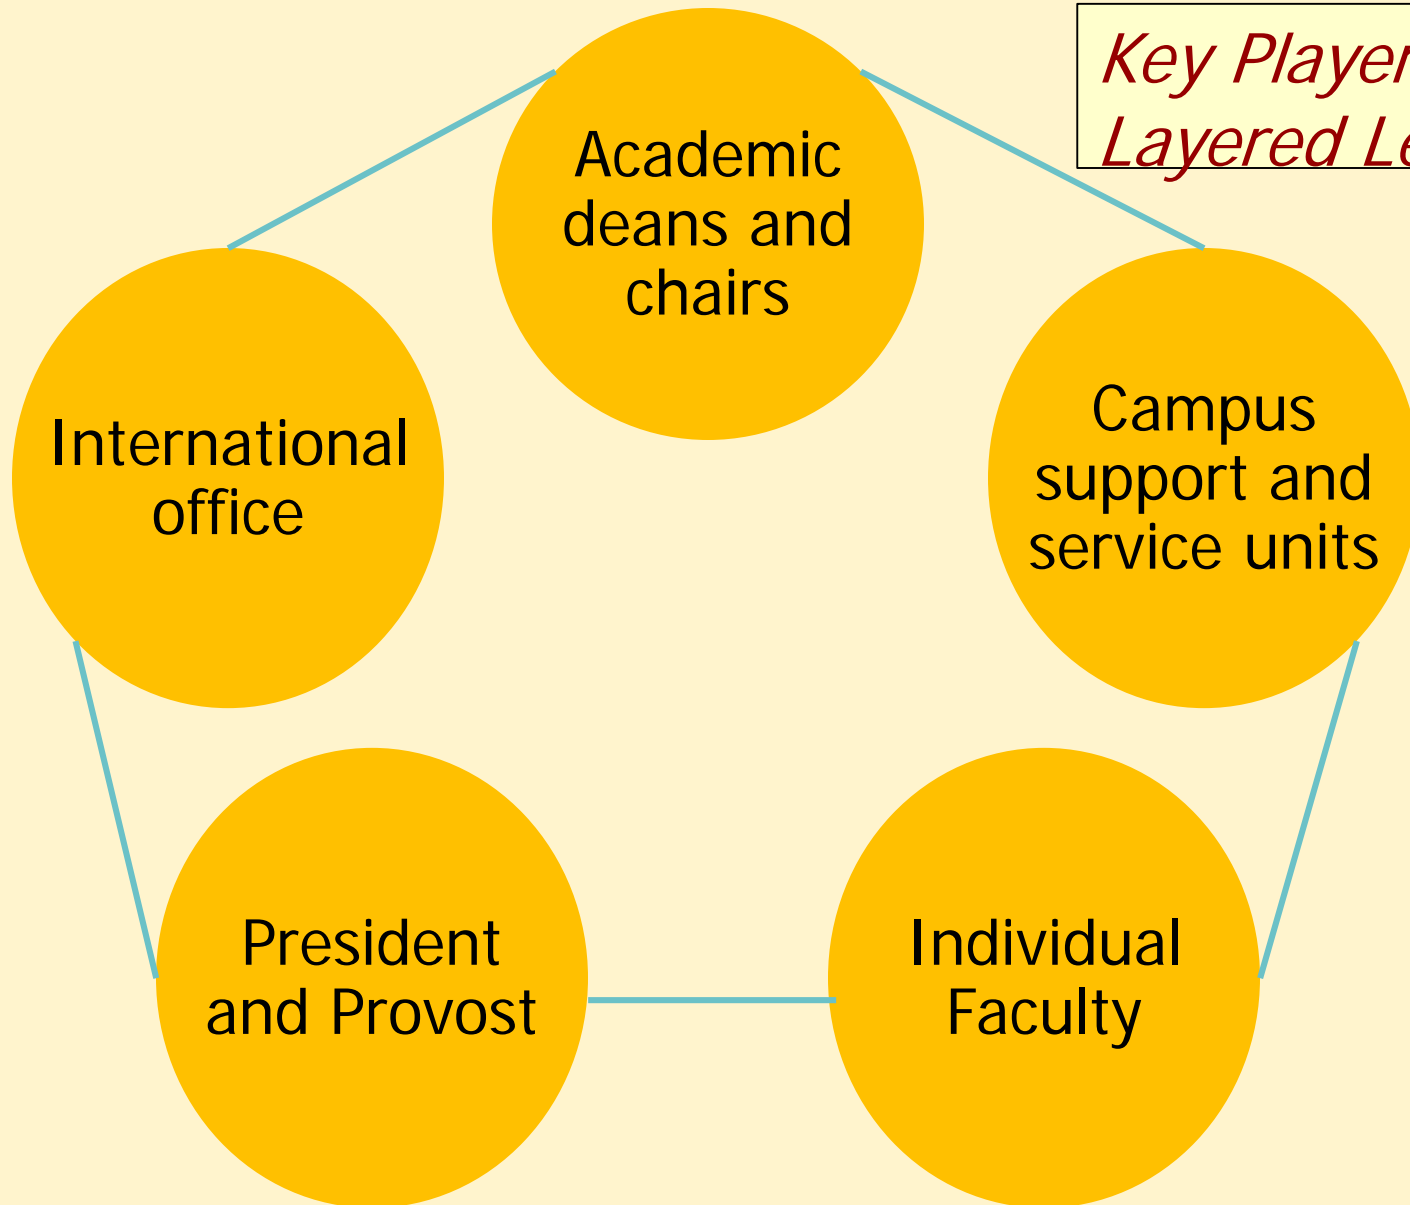 Key Player
Layered Le
Academic
deans and
chairs
International
office
Campus
support and
service units
President
and Provost
Individual
Faculty